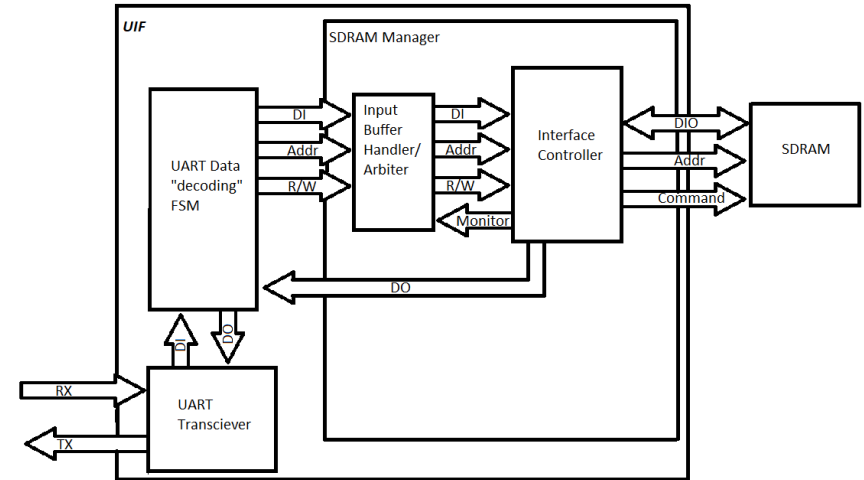 UIF
SDRAM Manager
UART Data
"decoding"
FSM
DI
Addr
R/W
Input
Buffer
Handler/
Arbiter
DI
Addr
R/W
Monitor
Interface
Controller
DIO
Addr
Command
SDRAM
DO
DI
DO
RX
TX
UART
Transciever